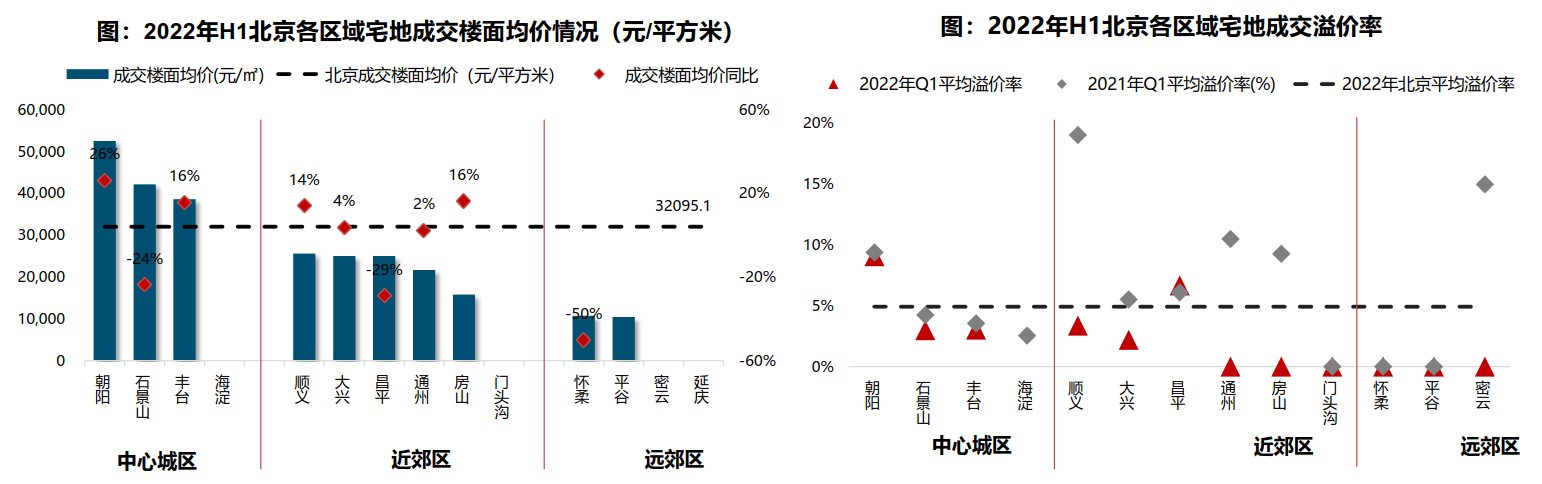 图：2022年H1北京各区域宅地成交楼面均价情况（元/平方米）
成交楼面均价(元/㎡)
北京成交楼面均价（元/平方米）
成交楼面均价同比
60,000
50,000
40,000
30,000
20,000
10,000
0
60%
20%
-20%
-60%
26%
-24%
16%
14%
4%
-29%
2%
16%
-50%
32095.1
朝阳
石景山
丰台
海淀
顺义
大兴
昌平
通州
房山
门头沟
怀柔
平谷
密云
延庆
中心城区
近郊区
远郊区
图：2022年H1北京各区域宅地成交溢价率
2022年Q1平均溢价率
2021年Q1平均溢价率(%)
2022年北京平均溢价率
20%
15%
10%
5%
0%
朝阳
石景山
丰台
海淀
顺义
大兴
昌平
通州
房山
门头沟
怀柔
平谷
密云
中心城区
近郊区
远郊区